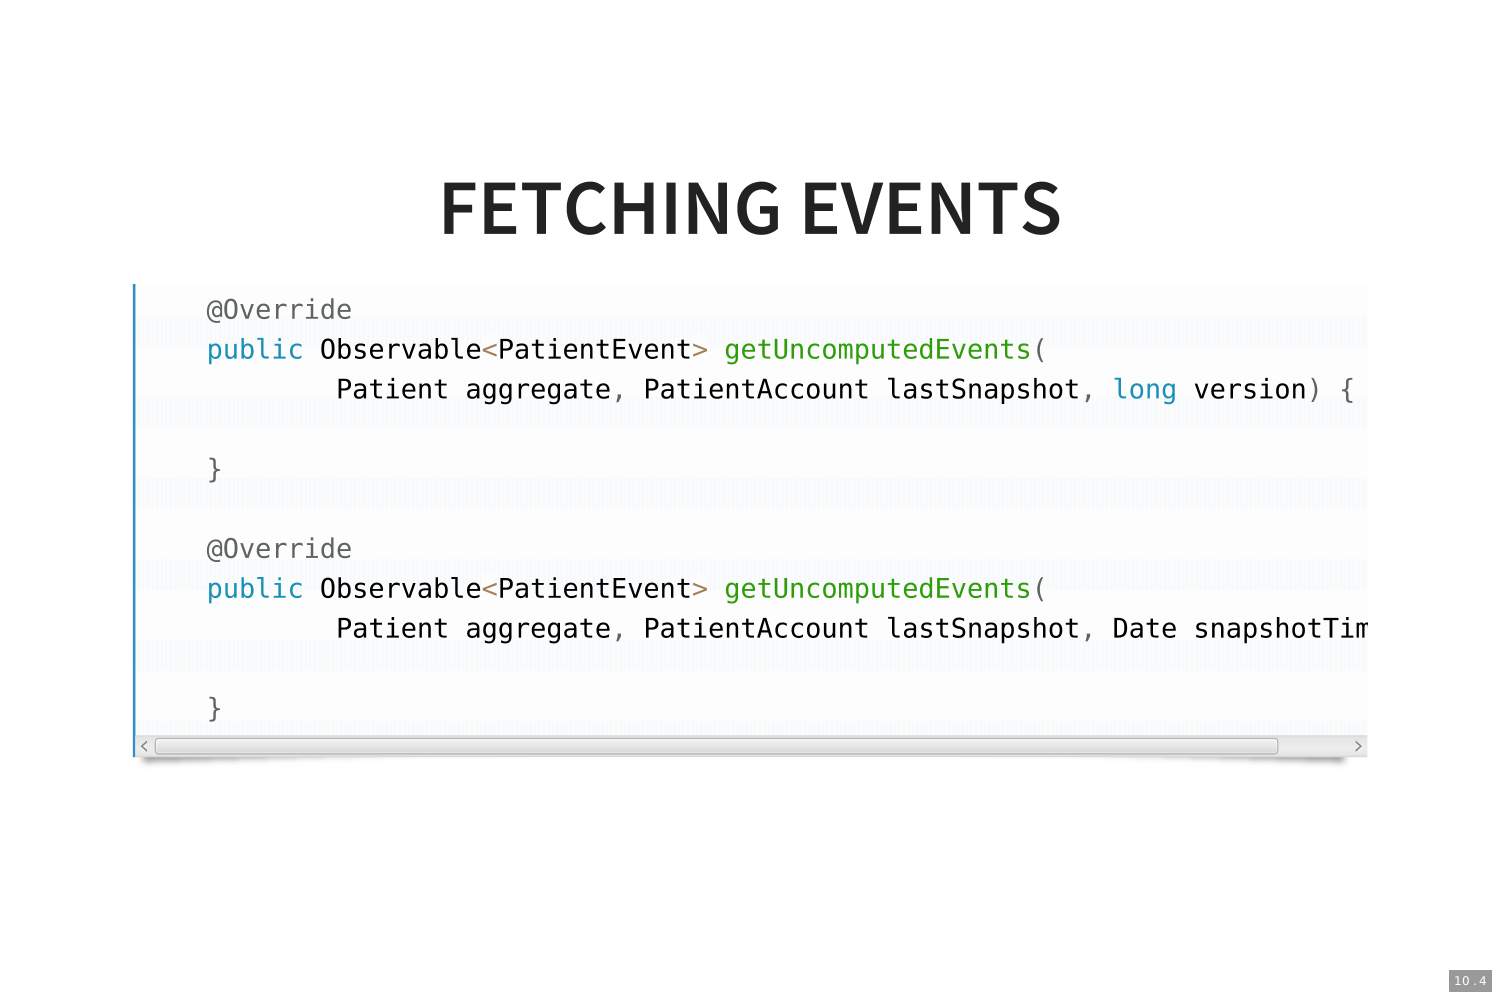 FETCHING EVENTS
@Override
public Observable<PatientEvent> getUncomputedEvents(
Patient aggregate, PatientAccount lastSnapshot, long version) {
}
@Override
public Observable<PatientEvent> getUncomputedEvents(
Patient aggregate, PatientAccount lastSnapshot, Date snapshotTim
}
10.4